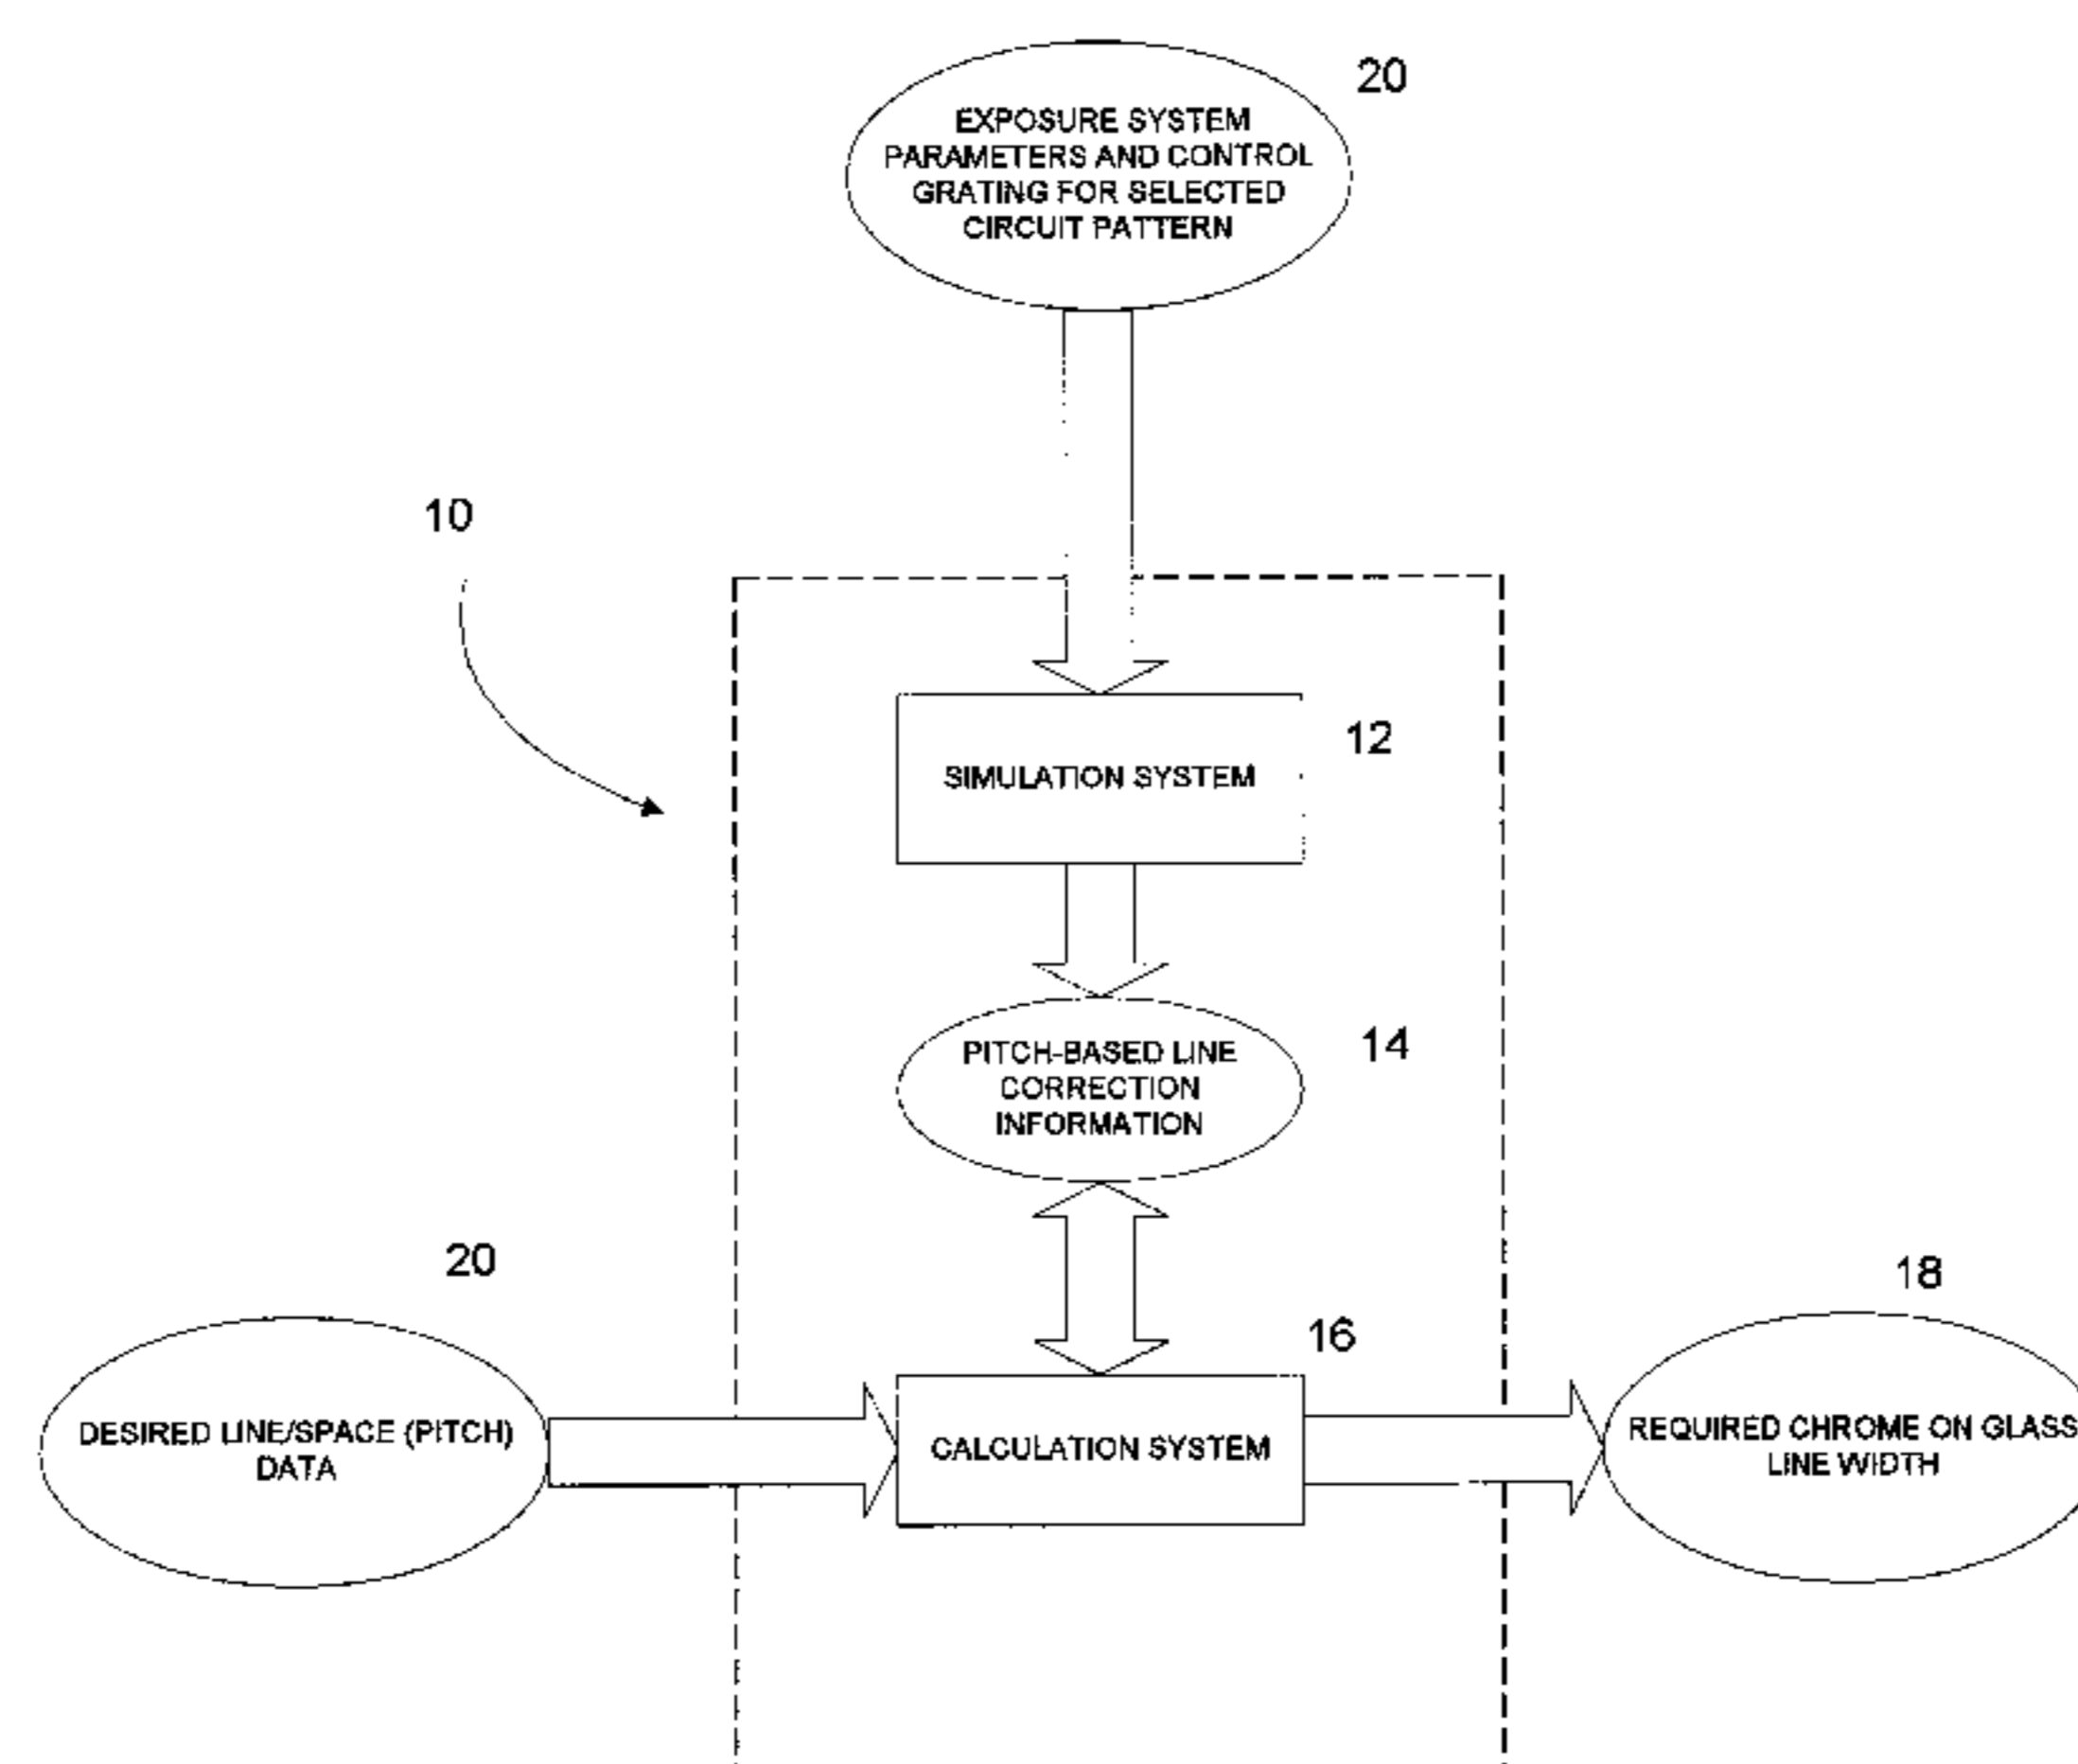 20
EXPOSURE SYSTEM
PARAMETERS AND CONTROL
GRATING FOR SELECTED
CIRCUIT PATTERN
10
12
SIMULATION SYSTEM
14
PITCH-BASED LINE
CORRECTION
INFORMATION
20
DESIRED LINE/SPACE (PITCH)
DATA
16
CALCULATION SYSTEM
18
REQUIRED CHROME ON GLASS
LINE WIDTH